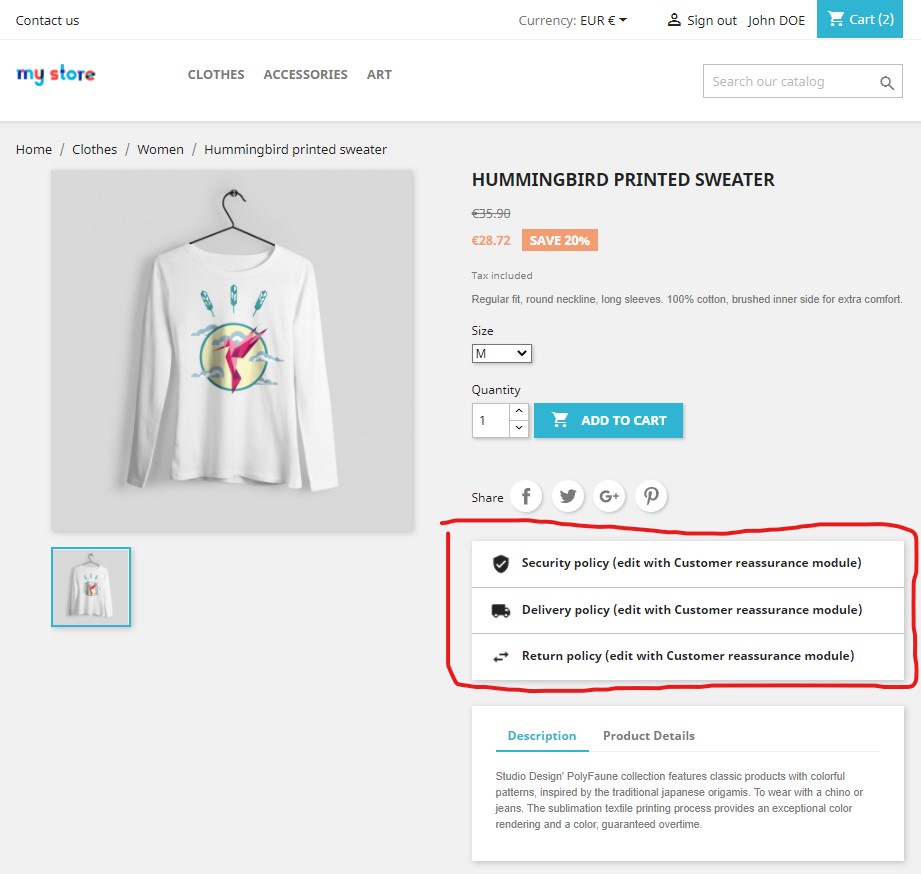 Contact us
Currency: EUR €
Sign out
John DOE
Cart (2)
my store
CLOTHES
ACCESSORIES
ART
Search our catalog
Home / Clothes / Women / Hummingbird printed sweater
HUMMINGBIRD PRINTED SWEATER
€35.90
€28.72
SAVE 20%
Tax included
Regular fit, round neckline, long sleeves. 100% cotton, brushed inner side for extra comfort.
Size
M
Quantity
1
ADD TO CART
Share
Security policy (edit with Customer reassurance module)
Delivery policy (edit with Customer reassurance module)
Return policy (edit with Customer reassurance module)
Description
Product Details
Studio Design' PolyFaune collection features classic products with colorful
patterns, inspired by the traditional japanese origamis. To wear with a chino or
jeans. The sublimation textile printing process provides an exceptional color
rendering and a color, guaranteed overtime.